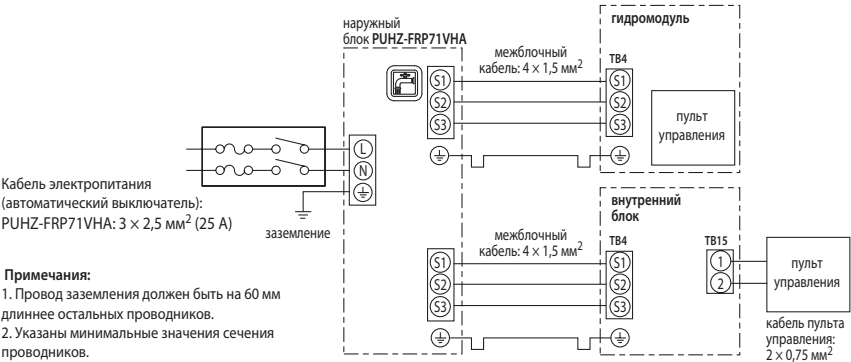 наружный
блок PUHZ-FRP71VHA
гидромодуль
межблочный
кабель: 4 × 1,5 мм²
TB4
S1
S2
S3
S1
S2
S3
пульт
управления
L
N
Кабель электропитания
(автоматический выключатель):
PUHZ-FRP71VHA: 3 × 2,5 мм² (25 А)
заземление
внутренний
блок
межблочный
кабель: 4 × 1,5 мм²
TB4
TB15
S1
S2
S3
S1
S2
S3
1
2
пульт
управления
кабель пульта
управления:
2 × 0,75 мм²
Примечания:
1. Провод заземления должен быть на 60 мм
длиннее остальных проводников.
2. Указаны минимальные значения сечения
проводников.